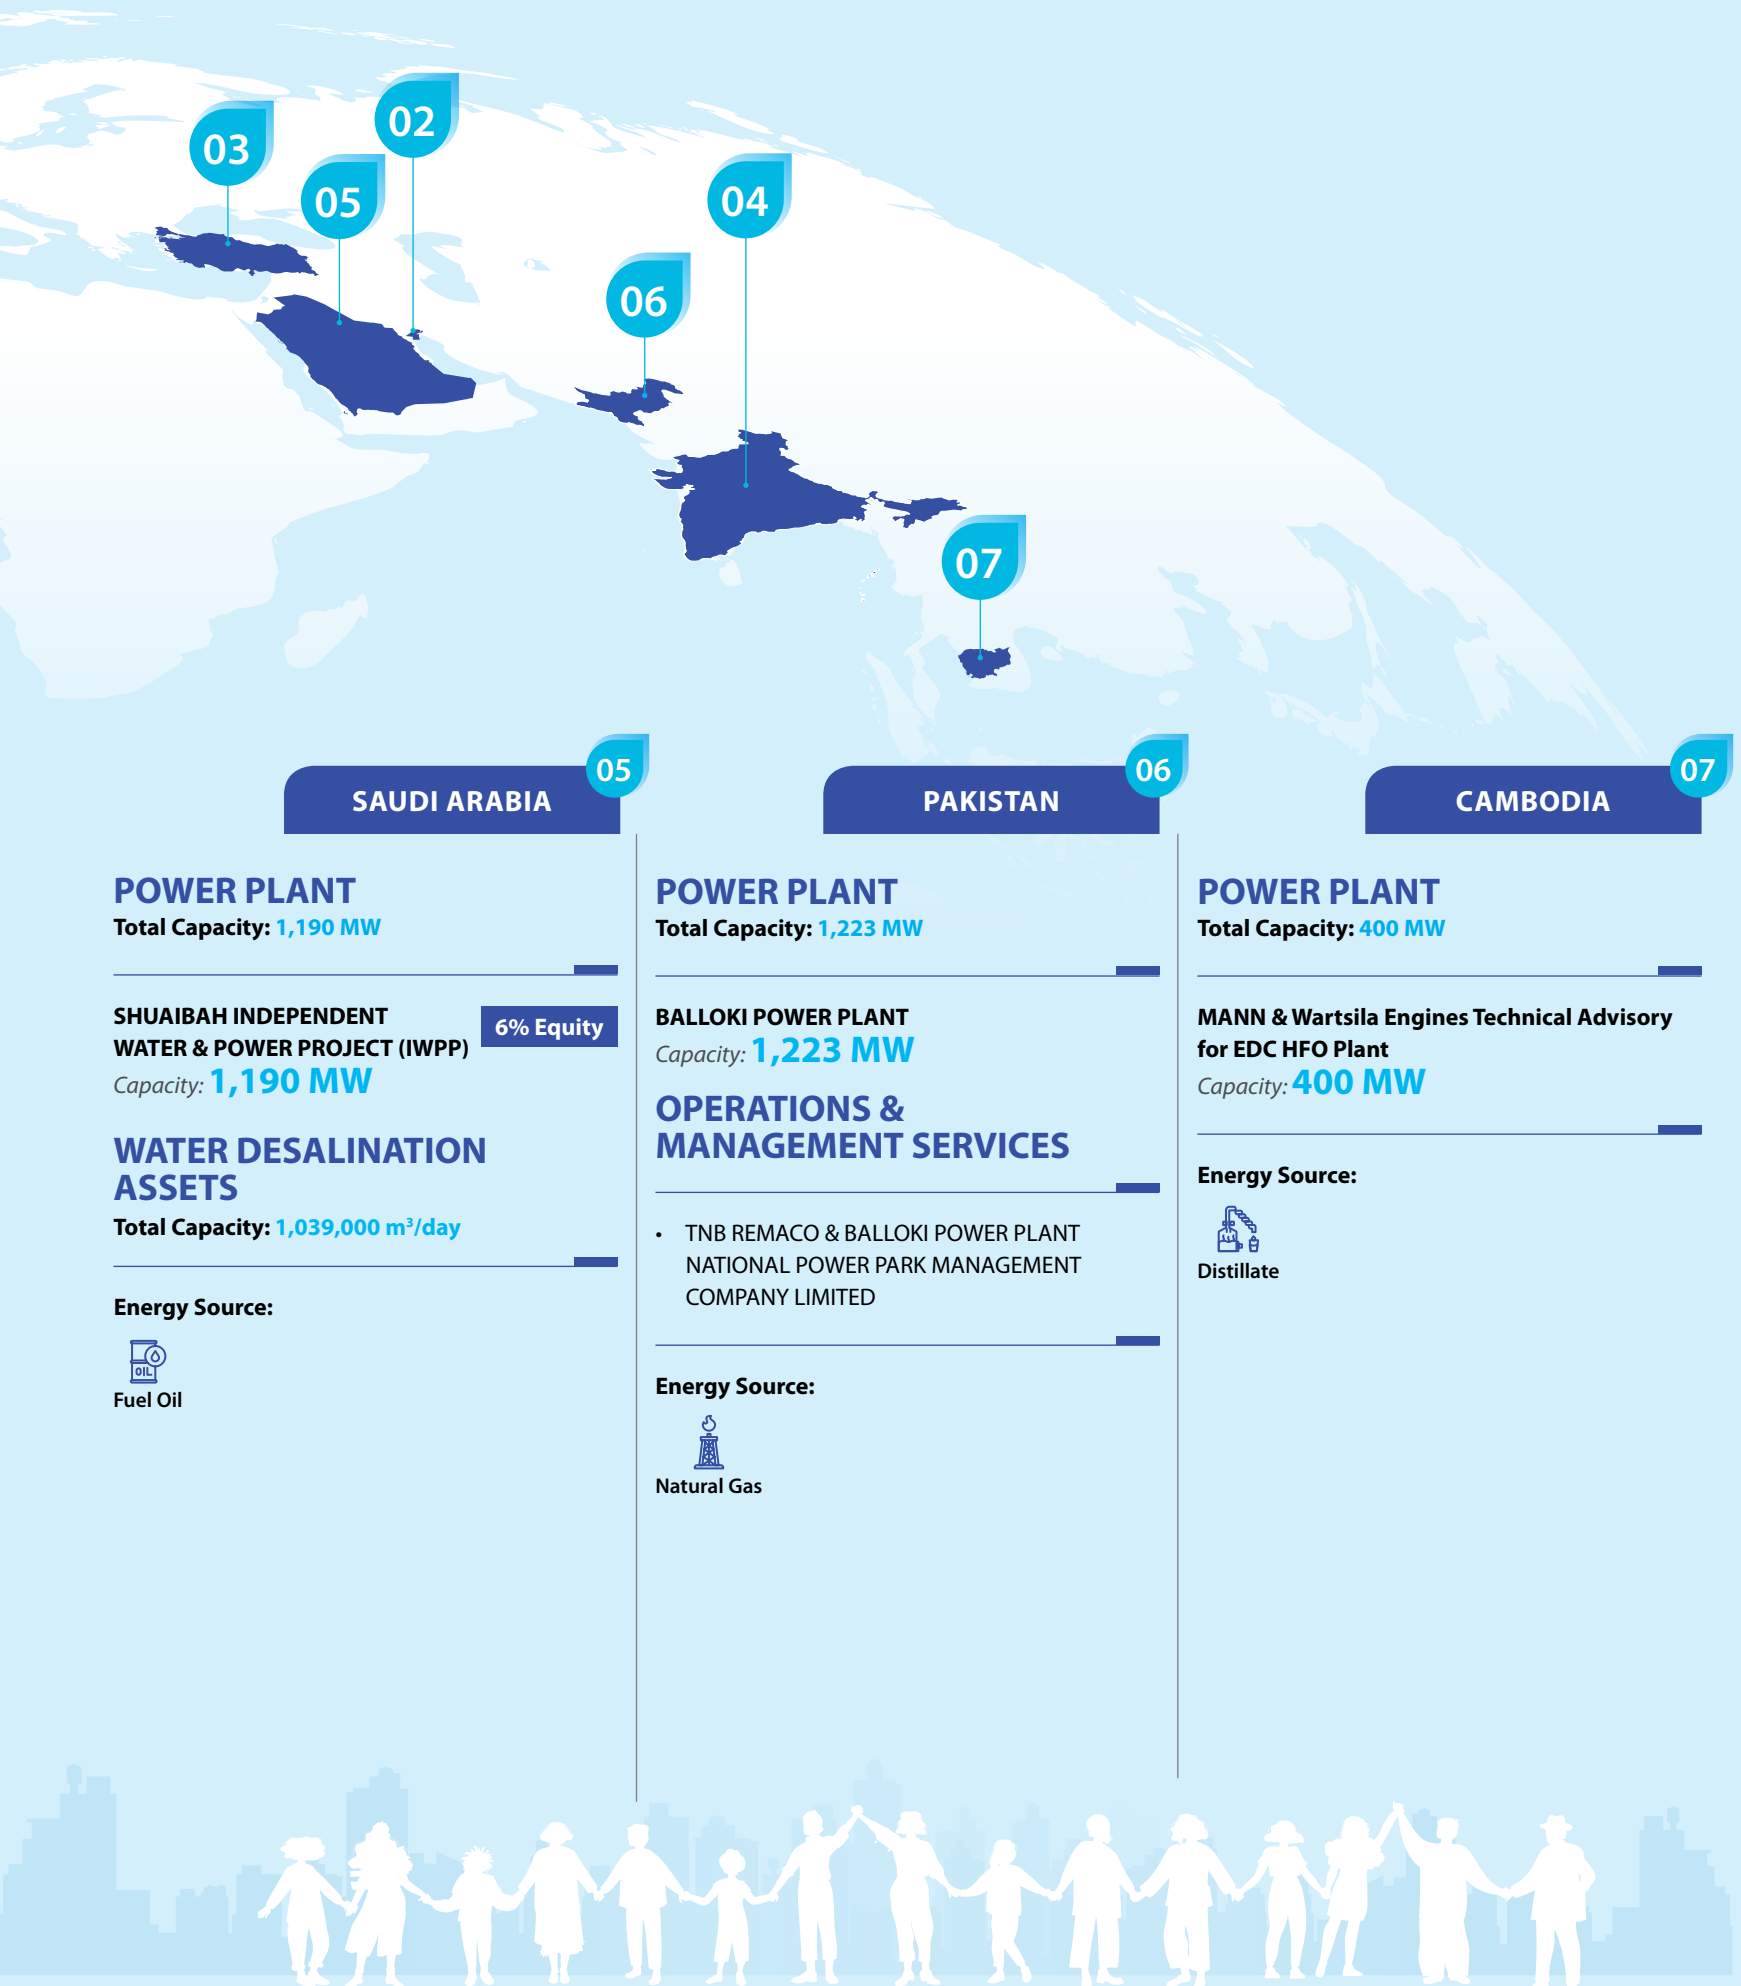 03
02
05
04
06
07
SAUDI ARABIA
05
POWER PLANT
Total Capacity: 1,190 MW
SHUAIBAH INDEPENDENT
WATER & POWER PROJECT (IWPP)
6% Equity
Capacity: 1,190 MW
WATER DESALINATION
ASSETS
Total Capacity: 1,039,000 m³/day
Energy Source:
OIL
Fuel Oil
PAKISTAN
06
POWER PLANT
Total Capacity: 1,223 MW
BALLOKI POWER PLANT
Capacity: 1,223 MW
OPERATIONS &
MANAGEMENT SERVICES
• TNB REMACO & BALLOKI POWER PLANT
NATIONAL POWER PARK MANAGEMENT
COMPANY LIMITED
Energy Source:
Natural Gas
CAMBODIA
07
POWER PLANT
Total Capacity: 400 MW
MANN & Wartsila Engines Technical Advisory
for EDC HFO Plant
Capacity: 400 MW
Energy Source:
Distillate